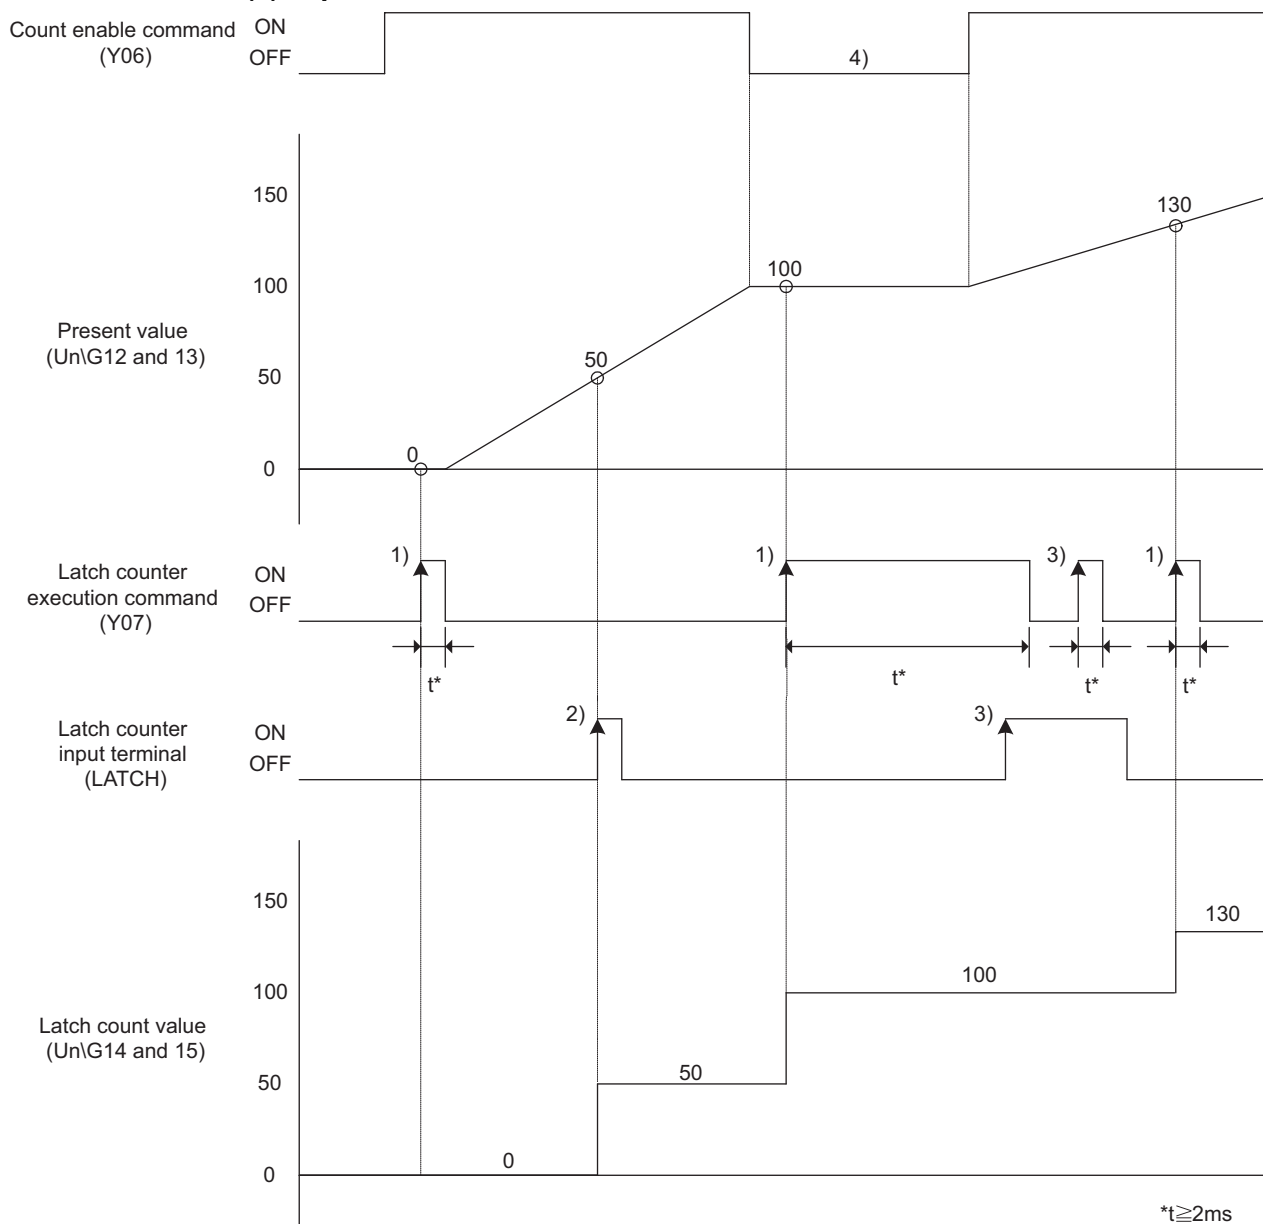 Count enable command
(Y06)
ON
OFF
4)
150
100
50
0
Present value
(Un\G12 and 13)
0
50
100
130
Latch counter
execution command
(Y07)
ON
OFF
1)
1)
3)
1)
t*
t*
t*
t*
Latch counter
input terminal
(LATCH)
ON
OFF
2)
3)
150
100
50
0
Latch count value
(Un\G14 and 15)
0
50
100
130
*t≧2ms